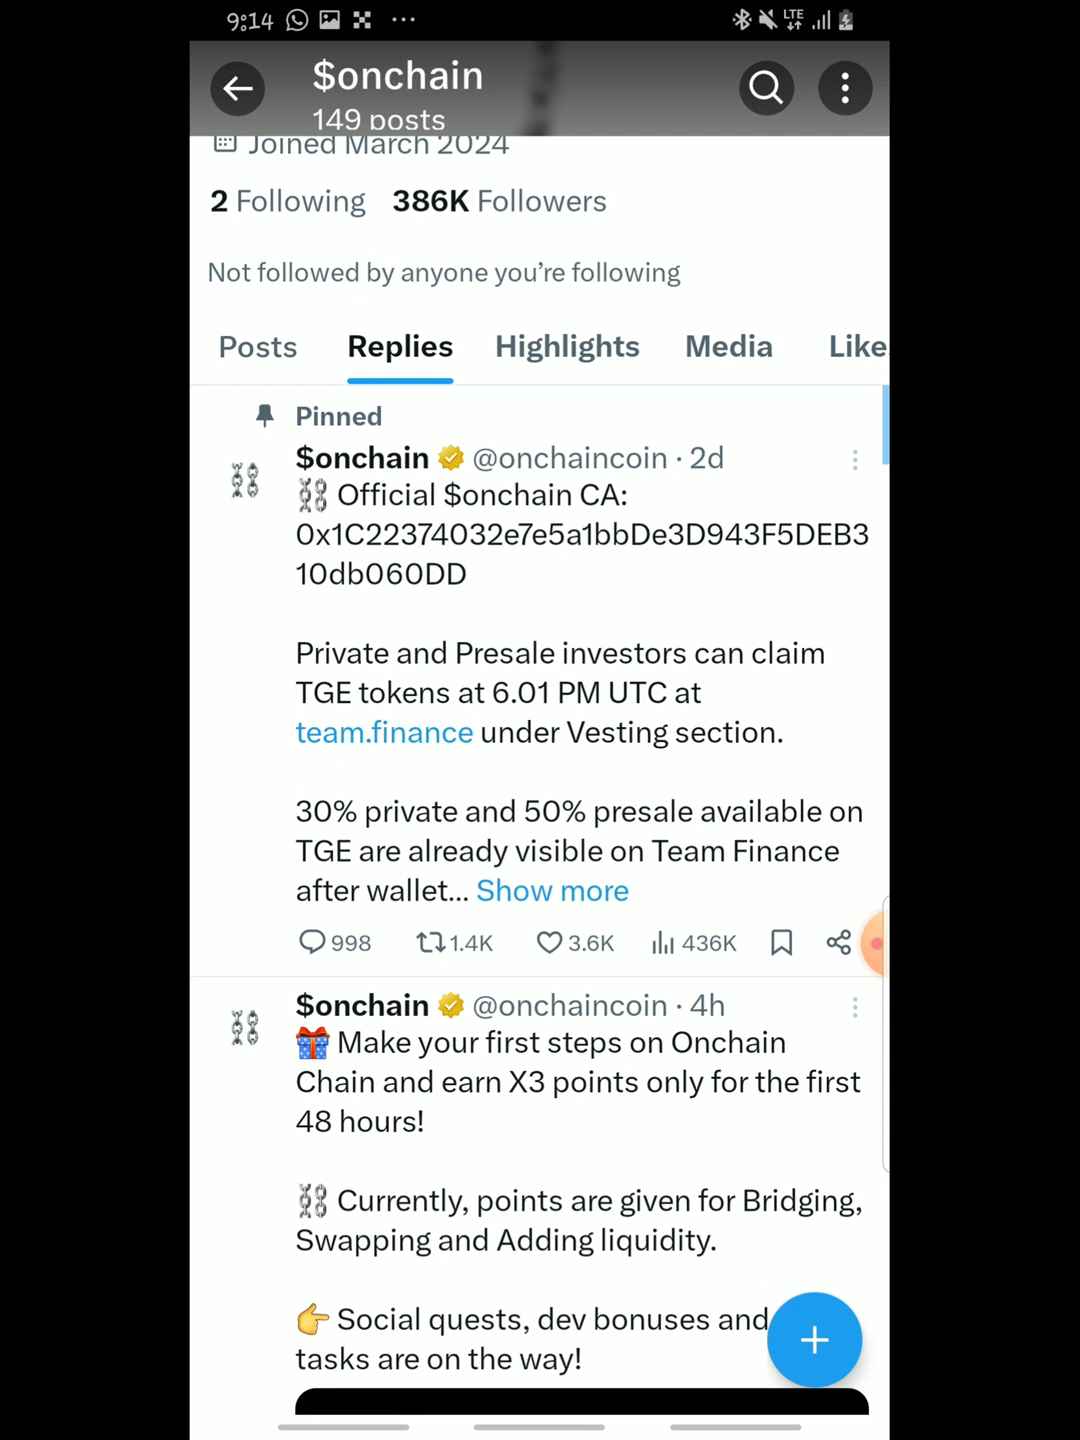 9:14
LTE
$onchain
149 posts
Joined March 2024
2 Following 386K Followers
Not followed by anyone you're following
Posts Replies Highlights Media Like
Pinned
$onchain @onchaincoin · 2d
⛓️ Official $onchain CA:
0x1C22374032e7e5a1bbDe3D943F5DEB3
10db060DD
Private and Presale investors can claim
TGE tokens at 6.01 PM UTC at
team.finance under Vesting section.
30% private and 50% presale available on
TGE are already visible on Team Finance
after wallet... Show more
998 1.4K 3.6K 436K
$onchain @onchaincoin · 4h
🎁 Make your first steps on Onchain
Chain and earn X3 points only for the first
48 hours!
⛓️ Currently, points are given for Bridging,
Swapping and Adding liquidity.
👉 Social quests, dev bonuses and
tasks are on the way!